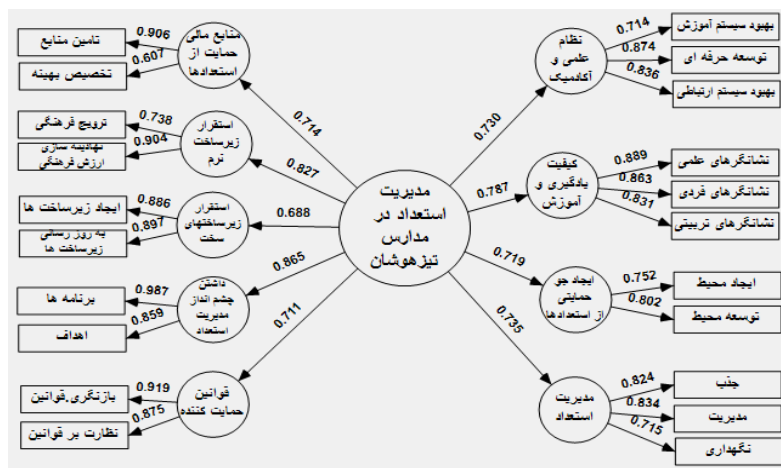 مدیریت
استعداد در
مدارس
تیزهوشان
0.730
نظام
علمی و
آکادمیک
0.714
بهبود سیستم آموزش
0.874
توسعه حرفه ای
0.836
بهبود سیستم ارتباطی
0.787
کیفیت
یادگیری و
آموزش
0.889
نشانگرهای علمی
0.863
نشانگرهای فردی
0.831
نشانگرهای تربیتی
0.719
ایجاد جو
حمایتی
از استعدادها
0.752
ایجاد محیط
0.802
توسعه محیط
0.735
مدیریت
استعداد
0.824
جذب
0.834
مدیریت
0.715
نگهداری
0.714
منابع مالی
حمایت از
استعدادها
0.906
تامین منابع
0.607
تخصیص بهینه
0.827
استقرار
زیرساخت
نرم
0.738
ترویج فرهنگی
0.904
نهادینه سازی
ارزش فرهنگی
0.688
استقرار
زیرساختهای
سخت
0.886
ایجاد زیرساخت ها
0.897
به روز رسانی
زیرساخت ها
0.865
داشتن
چشم انداز
مدیریت
استعداد
0.987
برنامه ها
0.859
اهداف
0.711
قوانین
حمایت کننده
0.919
بازنگری.قوانین
0.875
نظارت بر قوانین